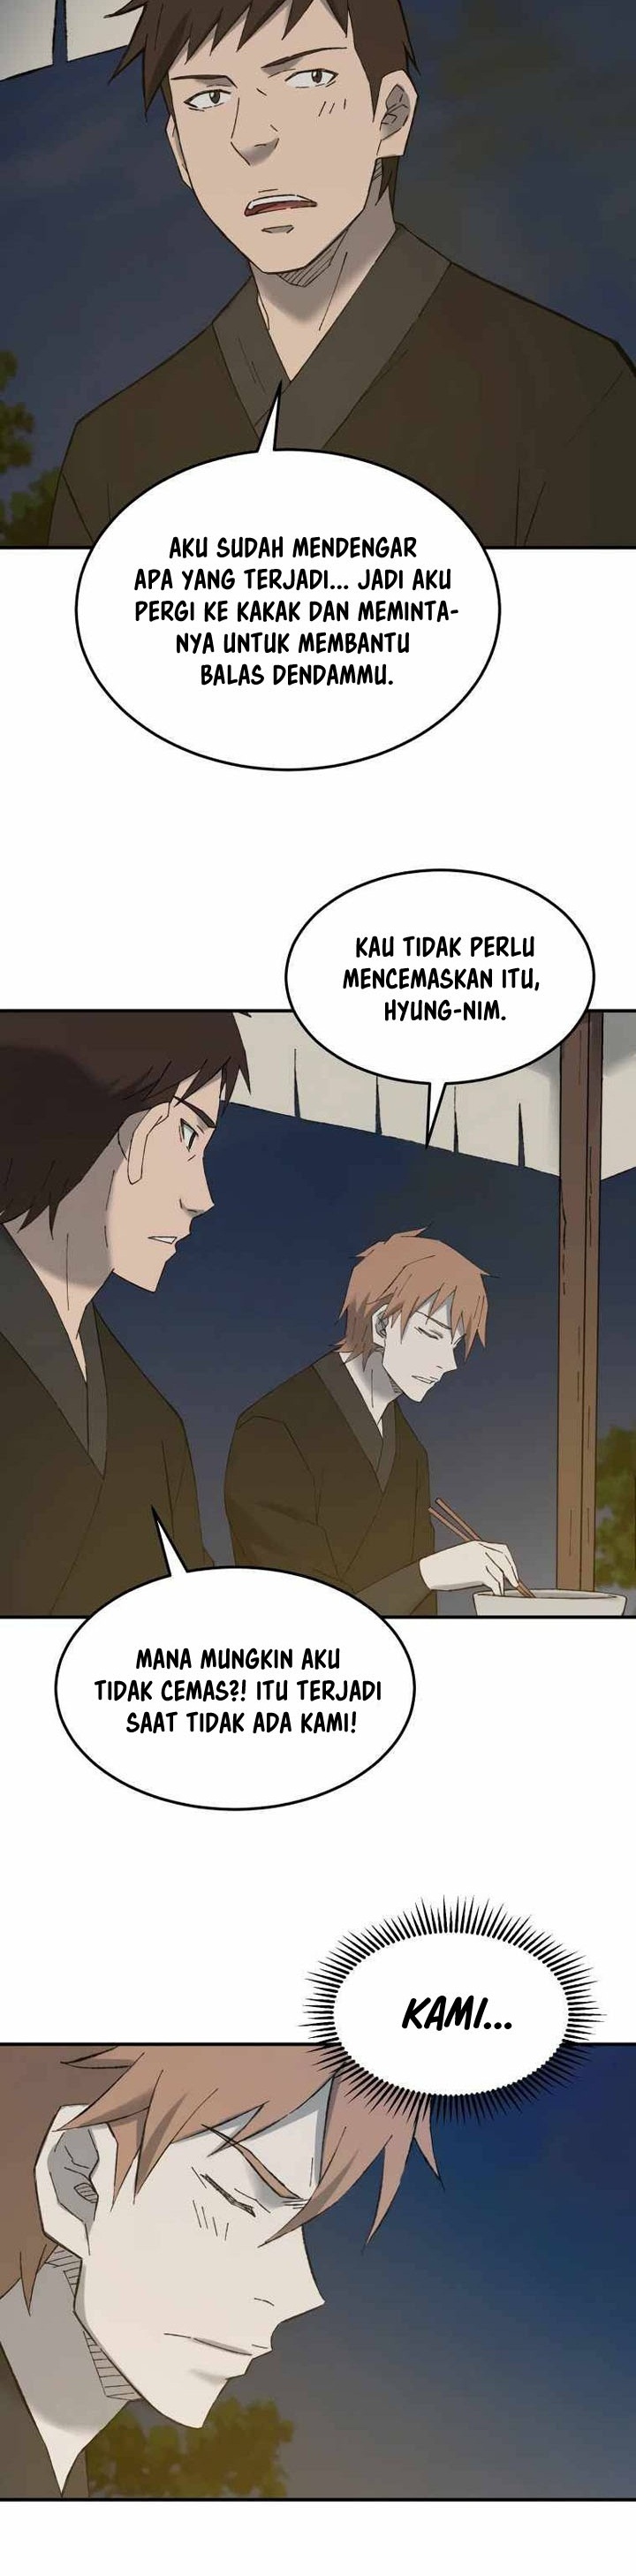 AKU SUDAH MENDENGAR
APA YANG TERJADI... JADI AKU
PERGI KE KAKAK DAN MEMINTA-
NYA UNTUK MEMBANTU
BALAS DENDAMMU.
KAU TIDAK PERLU
MENCEMASKAN ITU,
HYUNG-NIM.
MANA MUNGKIN AKU
TIDAK CEMAS?! ITU TERJADI
SAAT TIDAK ADA KAMI!
KAMI...